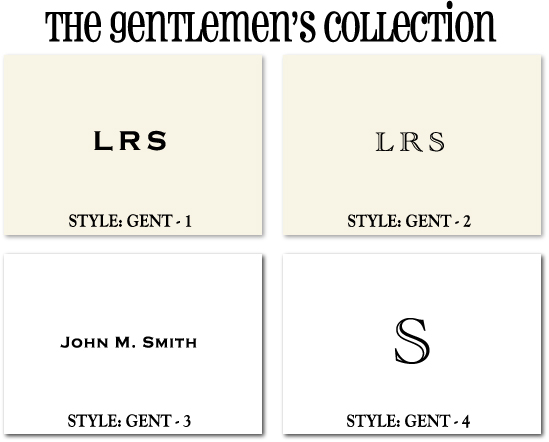 THE gENTLEMEN'S COLLECTION
LRS
STYLE: GENT - 1
LRS
STYLE: GENT - 2
JOHN M. SMITH
STYLE: GENT - 3
S
STYLE: GENT - 4